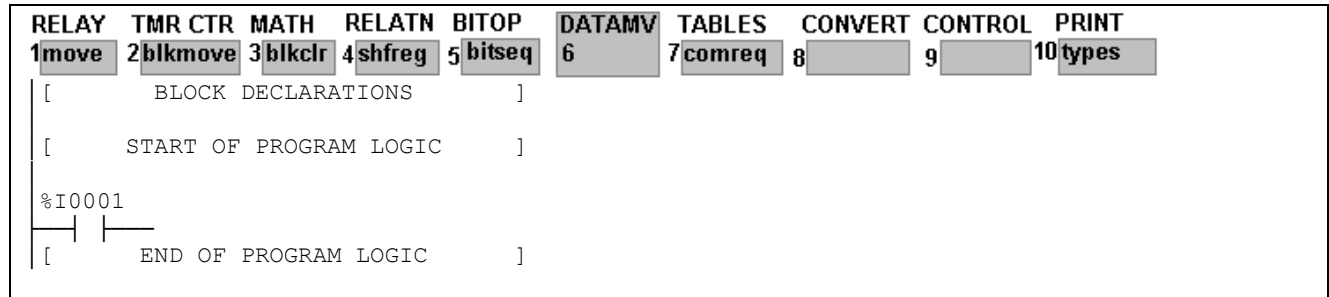 RELAY TMR CTR MATH RELATN BITOP DATAMV TABLES CONVERT CONTROL PRINT
1move 2blkmove 3blkclr 4shfreg 5bitseq 6 7comreq 8 9 10types
[ BLOCK DECLARATIONS ]
[ START OF PROGRAM LOGIC ]
%I0001
[ END OF PROGRAM LOGIC ]